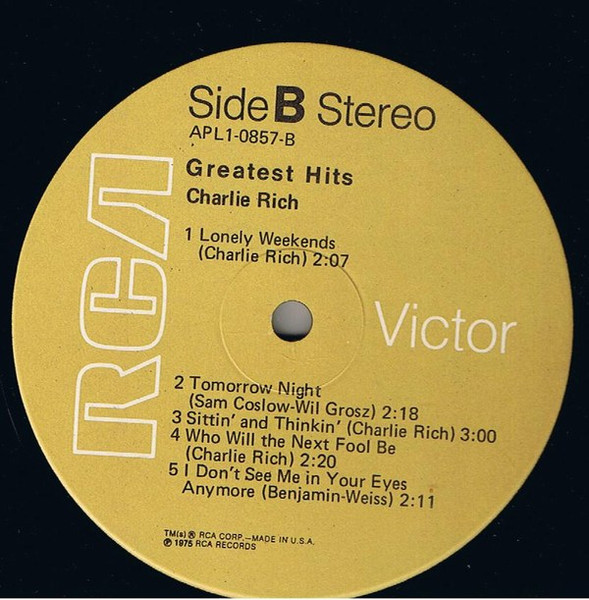 Side B Stereo
APL1-0857-B
Greatest Hits
Charlie Rich
1 Lonely Weekends
(Charlie Rich) 2:07
RCA
Victor
2 Tomorrow Night
(Sam Coslow-Wil Grosz) 2:18
3 Sittin' and Thinkin' (Charlie Rich) 3:00
4 Who Will the Next Fool Be
(Charlie Rich) 2:20
5 I Don't See Me in Your Eyes
Anymore (Benjamin-Weiss) 2:11
TM(s) ® RCA CORP.—MADE IN U.S.A.
℗ 1975 RCA RECORDS